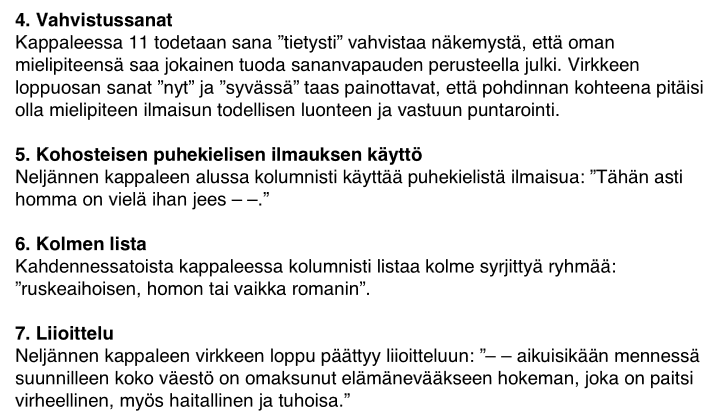 4. Vahvistussanat
Kappaleessa 11 todetaan sana ”tietysti” vahvistaa näkemystä, että oman
mielipiteensä saa jokainen tuoda sananvapauden perusteella julki. Virkkeen
loppuosan sanat ”nyt” ja ”syvässä” taas painottavat, että pohdinnan kohteena pitäisi
olla mielipiteen ilmaisun todellisen luonteen ja vastuun puntarointi.

5. Kohosteisen puhekielisen ilmauksen käyttö
Neljännen kappaleen alussa kolumnisti käyttää puhekielistä ilmaisua: ”Tähän asti
homma on vielä ihan jees – –.”

6. Kolmen lista
Kahdennessatoista kappaleessa kolumnisti listaa kolme syrjittyä ryhmää:
”ruskeaihoisen, homon tai vaikka romanin”.

7. Liioittelu
Neljännen kappaleen virkkeen loppu päättyy liioitteluun: ”– – aikuisikään mennessä
suunnilleen koko väestö on omaksunut elämänevääkseen hokeman, joka on paitsi
virheellinen, myös haitallinen ja tuhoisa.”